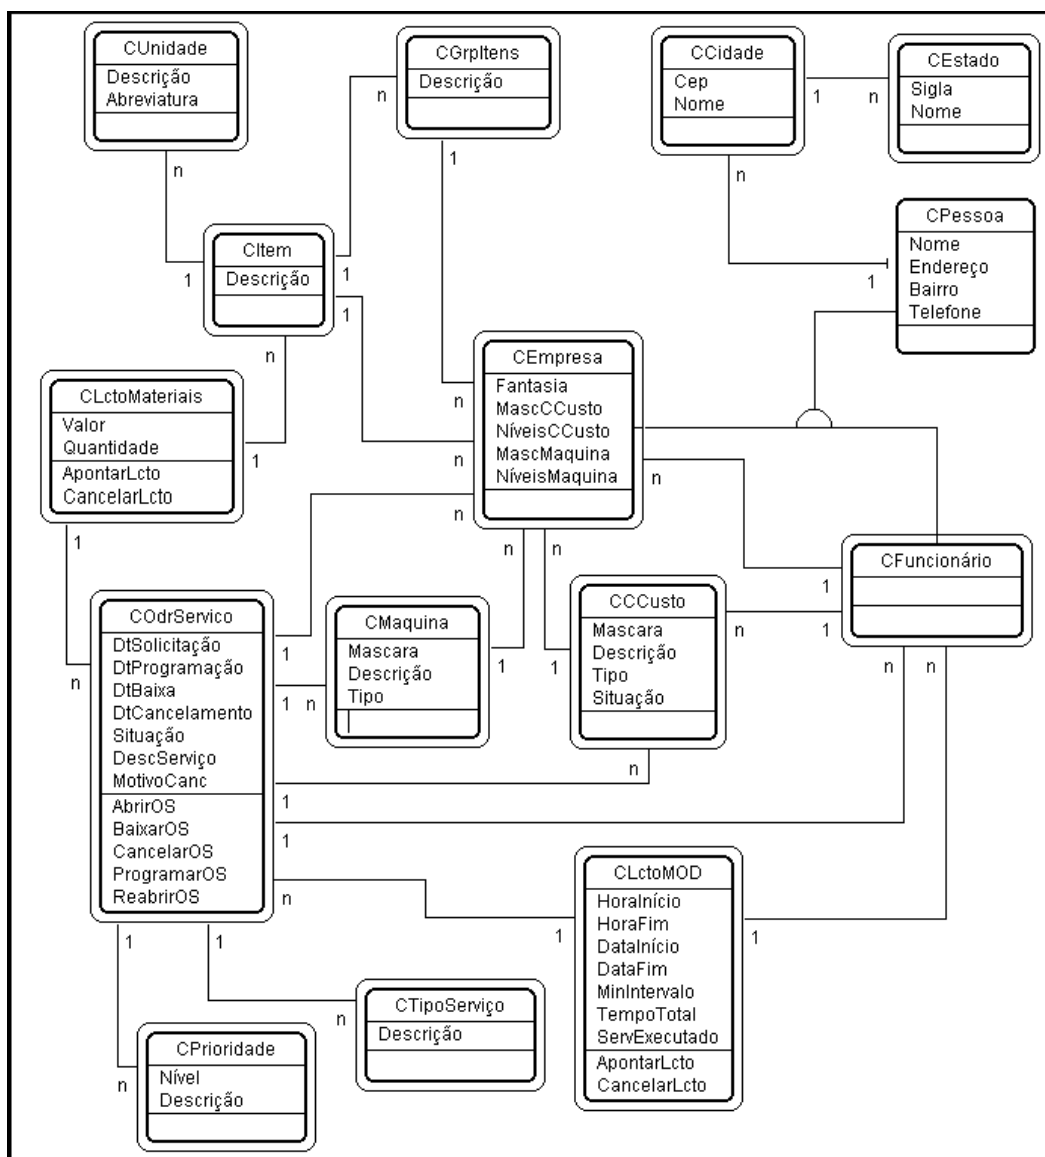 CUnidade
Descrição
Abreviatura
n
CGrpItens
Descrição
n
1
CCidade
Cep
Nome
1
n
n
CEstado
Sigla
Nome
CPessoa
Nome
Endereço
Bairro
Telefone
1
CItem
Descrição
1
1
1
n
CLctoMateriais
Valor
Quantidade
ApontarLcto
CancelarLcto
1
1
CEmpresa
Fantasia
MascCCusto
NíveisCCusto
MascMaquina
NíveisMaquina
n
n
n
n
n
n
CFuncionário
1
1
n
n
COdrServico
DtSolicitação
DtProgramação
DtBaixa
DtCancelamento
Situação
DescServiço
MotivoCanc
AbrirOS
BaixarOS
CancelarOS
ProgramarOS
ReabrirOS
n
1
1
1
1
n
1
1
CMaquina
Mascara
Descrição
Tipo
n
1
CCCusto
Mascara
Descrição
Tipo
Situação
1
n
n
CLctoMOD
HoraInício
HoraFim
DataInício
DataFim
MinIntervalo
TempoTotal
ServExecutado
ApontarLcto
CancelarLcto
1
1
CTipoServiço
Descrição
n
CPrioridade
Nível
Descrição
n